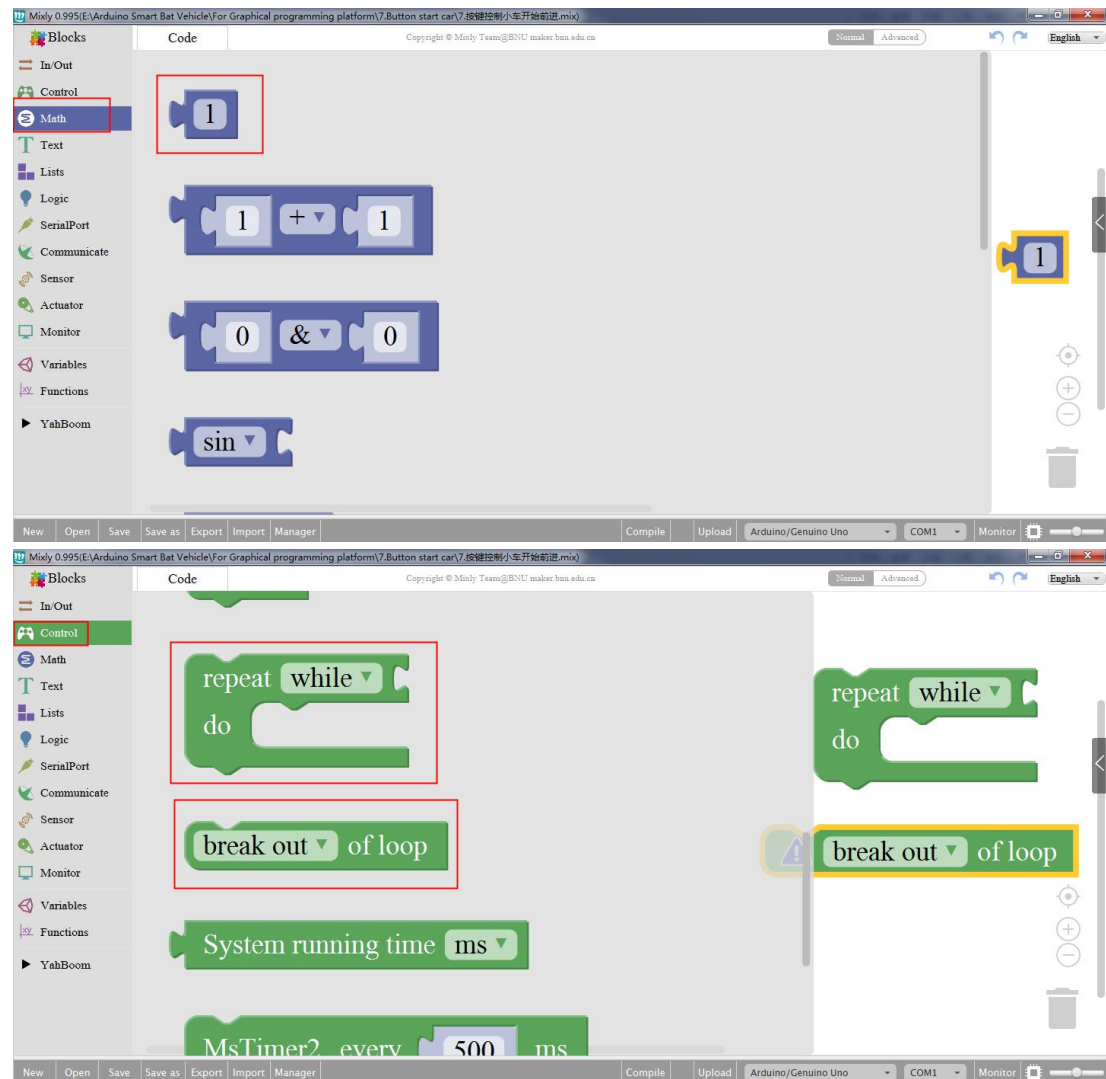 Mixly 0.995(E:\Arduino Smart Bat Vehicle\For Graphical programming platform\7.Button start car\7.按键控制小车开始前进.mix)
Blocks Code Copyright © Mixly Team@BNU maker.bnu.edu.cn Normal Advanced English
In/Out
Control
Math
Text
Lists
Logic
SerialPort
Communicate
Sensor
Actuator
Monitor
Variables
Functions
YahBoom
1
1 + 1
0 & 0
sin
1
New Open Save Save as Export Import Manager Compile Upload Arduino/Genuino Uno COM1 Monitor
Mixly 0.995(E:\Arduino Smart Bat Vehicle\For Graphical programming platform\7.Button start car\7.按键控制小车开始前进.mix)
Blocks Code Copyright © Mixly Team@BNU maker.bnu.edu.cn Normal Advanced English
In/Out
Control
Math
Text
Lists
Logic
SerialPort
Communicate
Sensor
Actuator
Monitor
Variables
Functions
YahBoom
repeat while
do
break out of loop
System running time ms
MsTimer2 every 500 ms
repeat while
do
break out of loop
New Open Save Save as Export Import Manager Compile Upload Arduino/Genuino Uno COM1 Monitor